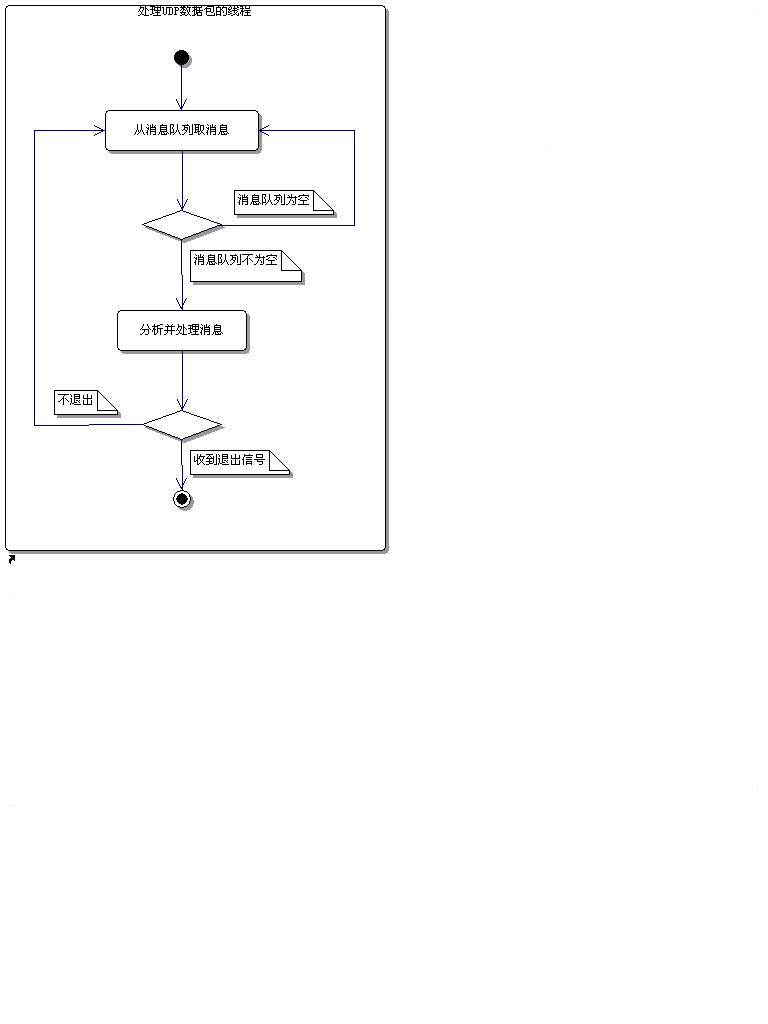 处理UDP数据包的线程
从消息队列取消息
消息队列为空
消息队列不为空
分析并处理消息
不退出
收到退出信号